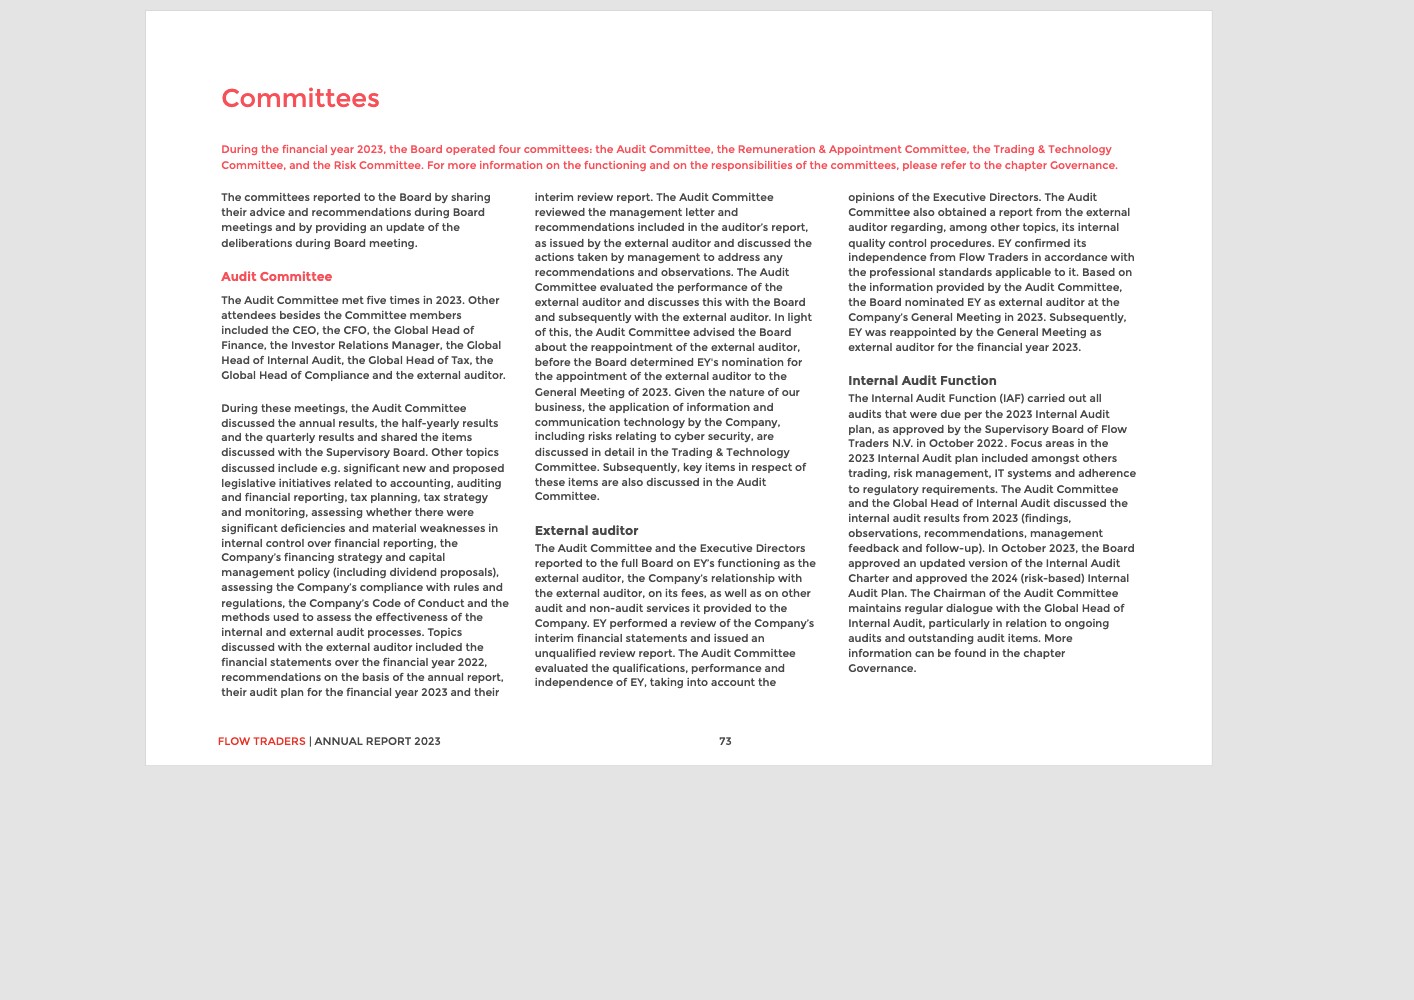 Committees
During the financial year 2023, the Board operated four committees: the Audit Committee, the Remuneration & Appointment Committee, the Trading & Technology
Committee, and the Risk Committee. For more information on the functioning and on the responsibilities of the committees, please refer to the chapter Governance.
The committees reported to the Board by sharing
their advice and recommendations during Board
meetings and by providing an update of the
deliberations during Board meeting.
Audit Committee
The Audit Committee met five times in 2023. Other
attendees besides the Committee members
included the CEO, the CFO, the Global Head of
Finance, the Investor Relations Manager, the Global
Head of Internal Audit, the Global Head of Tax, the
Global Head of Compliance and the external auditor.
During these meetings, the Audit Committee
discussed the annual results, the half-yearly results
and the quarterly results and shared the items
discussed with the Supervisory Board. Other topics
discussed include e.g. significant new and proposed
legislative initiatives related to accounting, auditing
and financial reporting, tax planning, tax strategy
and monitoring, assessing whether there were
significant deficiencies and material weaknesses in
internal control over financial reporting, the
Company's financing strategy and capital
management policy (including dividend proposals),
assessing the Company's compliance with rules and
regulations, the Company's Code of Conduct and the
methods used to assess the effectiveness of the
internal and external audit processes. Topics
discussed with the external auditor included the
financial statements over the financial year 2022,
recommendations on the basis of the annual report,
their audit plan for the financial year 2023 and their
interim review report. The Audit Committee
reviewed the management letter and
recommendations included in the auditor's report,
as issued by the external auditor and discussed the
actions taken by management to address any
recommendations and observations. The Audit
Committee evaluated the performance of the
external auditor and discusses this with the Board
and subsequently with the external auditor. In light
of this, the Audit Committee advised the Board
about the reappointment of the external auditor,
before the Board determined EY's nomination for
the appointment of the external auditor to the
General Meeting of 2023. Given the nature of our
business, the application of information and
communication technology by the Company,
including risks relating to cyber security, are
discussed in detail in the Trading & Technology
Committee. Subsequently, key items in respect of
these items are also discussed in the Audit
Committee.
External auditor
The Audit Committee and the Executive Directors
reported to the full Board on EY's functioning as the
external auditor, the Company's relationship with
the external auditor, on its fees, as well as on other
audit and non-audit services it provided to the
Company. EY performed a review of the Company's
interim financial statements and issued an
unqualified review report. The Audit Committee
evaluated the qualifications, performance and
independence of EY, taking into account the
opinions of the Executive Directors. The Audit
Committee also obtained a report from the external
auditor regarding, among other topics, its internal
quality control procedures. EY confirmed its
independence from Flow Traders in accordance with
the professional standards applicable to it. Based on
the information provided by the Audit Committee,
the Board nominated EY as external auditor at the
Company's General Meeting in 2023. Subsequently,
EY was reappointed by the General Meeting as
external auditor for the financial year 2023.
Internal Audit Function
The Internal Audit Function (IAF) carried out all
audits that were due per the 2023 Internal Audit
plan, as approved by the Supervisory Board of Flow
Traders N.V. in October 2022. Focus areas in the
2023 Internal Audit plan included amongst others
trading, risk management, IT systems and adherence
to regulatory requirements. The Audit Committee
and the Global Head of Internal Audit discussed the
internal audit results from 2023 (findings,
observations, recommendations, management
feedback and follow-up). In October 2023, the Board
approved an updated version of the Internal Audit
Charter and approved the 2024 (risk-based) Internal
Audit Plan. The Chairman of the Audit Committee
maintains regular dialogue with the Global Head of
Internal Audit, particularly in relation to ongoing
audits and outstanding audit items. More
information can be found in the chapter
Governance.
FLOW TRADERS | ANNUAL REPORT 2023
73